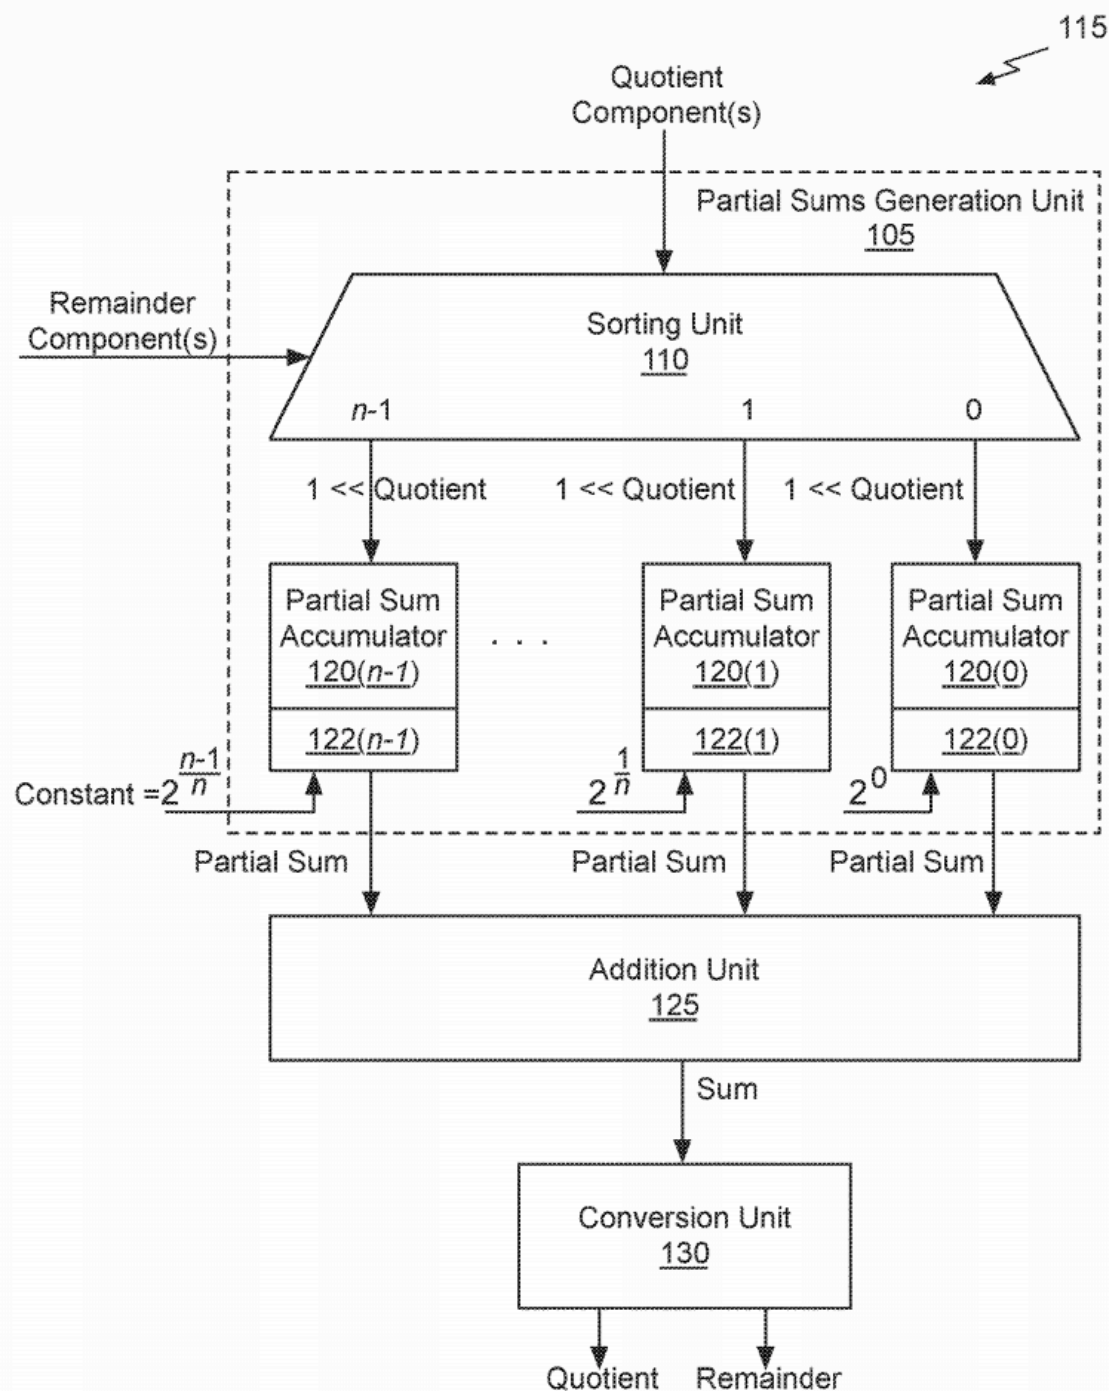 115
Quotient
Component(s)
Partial Sums Generation Unit
105
Remainder
Component(s)
Sorting Unit
110
n-1 1 0
1 << Quotient 1 << Quotient 1 << Quotient
Partial Sum Partial Sum Partial Sum
Accumulator . . . Accumulator Accumulator
120(n-1) 120(1) 120(0)
122(n-1) 122(1) 122(0)
Constant =2^{\frac{n-1}{n}} 2^{\frac{1}{n}} 2^0
Partial Sum Partial Sum Partial Sum
Addition Unit
125
Sum
Conversion Unit
130
Quotient Remainder